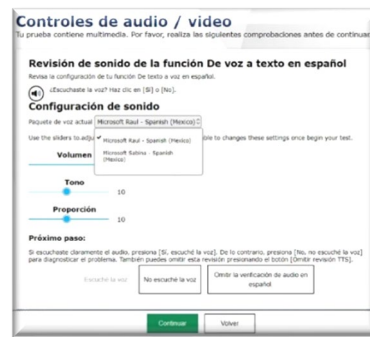 Controles de audio / video
Tu prueba contiene multimedia. Por favor, realiza las siguientes comprobaciones antes de continuar
Revisión de sonido de la función De voz a texto en español
Revisa la configuración de tu función De texto a voz en español.
¿Escuchaste la voz? Haz clic en [Sí] o [No].
Configuración de sonido
Paquete de voz actual Microsoft Raul - Spanish (Mexico)
Use the sliders to adju ble to changes these settings once begin your test.
✓ Microsoft Raul - Spanish (Mexico)
Volumen Microsoft Sabina - Spanish
(Mexico)
Tono
10
Proporción
10
Próximo paso:
Si escuchaste claramente el audio, presiona [Sí, escuché la voz]. De lo contrario, presiona [No, no escuché la voz]
para diagnosticar el problema. También puedes omitir esta revisión presionando el botón [Omitir revisión TTS].
Escuché la voz No escuché la voz Omitir la verificación de audio en
español
Continuar Volver